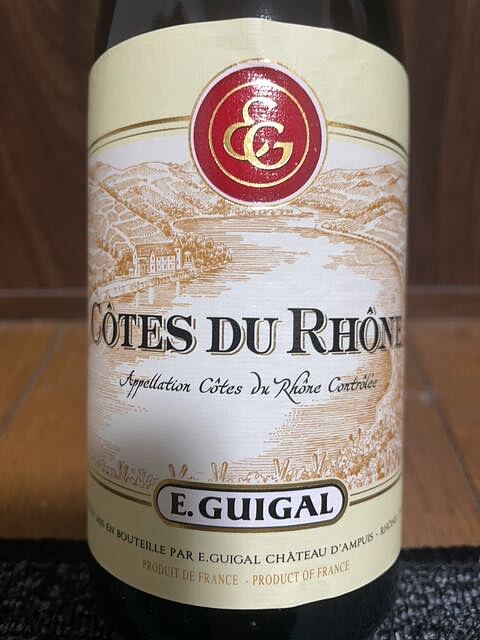 EG
CÔTES DU RHÔNE
Appellation Côtes du Rhône Contrôlée
E. GUIGAL
MIS EN BOUTEILLE PAR E.GUIGAL CHÂTEAU D'AMPUIS - RHÔNE
PRODUIT DE FRANCE - PRODUCT OF FRANCE